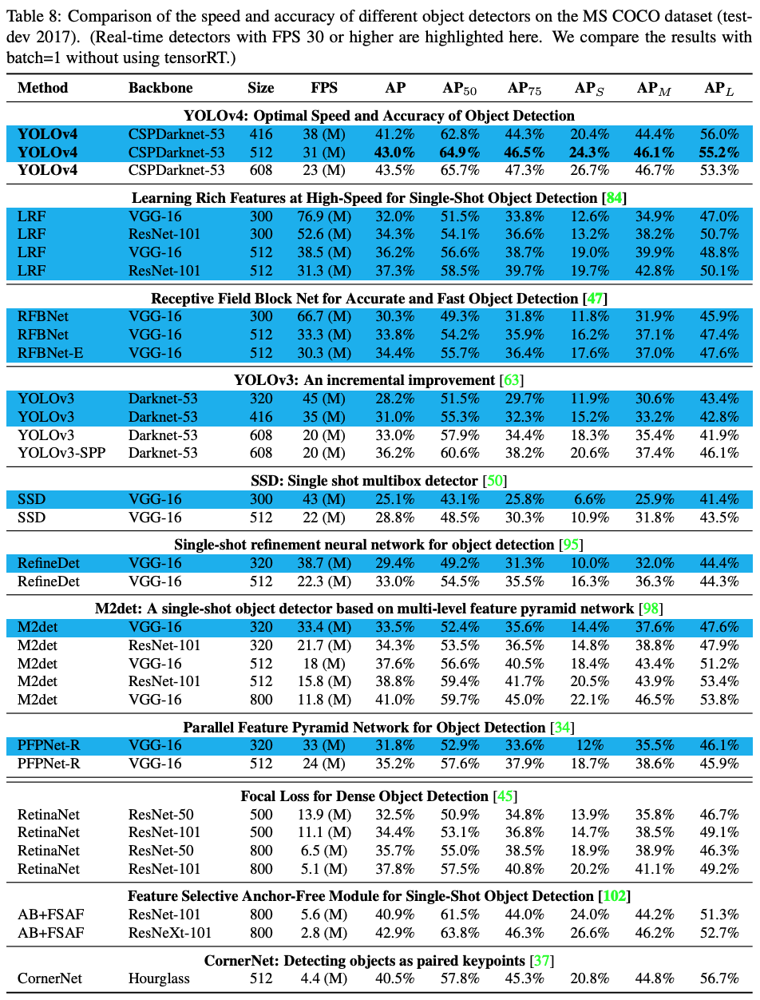 Table 8: Comparison of the speed and accuracy of different object detectors on the MS COCO dataset (test-
dev 2017). (Real-time detectors with FPS 30 or higher are highlighted here. We compare the results with
batch=1 without using tensorRT.)
Method Backbone Size FPS AP AP50 AP75 APS APM APL
YOLOv4: Optimal Speed and Accuracy of Object Detection
YOLOv4 CSPDarknet-53 416 38 (M) 41.2% 62.8% 44.3% 20.4% 44.4% 56.0%
YOLOv4 CSPDarknet-53 512 31 (M) 43.0% 64.9% 46.5% 24.3% 46.1% 55.2%
YOLOv4 CSPDarknet-53 608 23 (M) 43.5% 65.7% 47.3% 26.7% 46.7% 53.3%
Learning Rich Features at High-Speed for Single-Shot Object Detection [84]
LRF VGG-16 300 76.9 (M) 32.0% 51.5% 33.8% 12.6% 34.9% 47.0%
LRF ResNet-101 300 52.6 (M) 34.3% 54.1% 36.6% 13.2% 38.2% 50.7%
LRF VGG-16 512 38.5 (M) 36.2% 56.6% 38.7% 19.0% 39.9% 48.8%
LRF ResNet-101 512 31.3 (M) 37.3% 58.5% 39.7% 19.7% 42.8% 50.1%
Receptive Field Block Net for Accurate and Fast Object Detection [47]
RFBNet VGG-16 300 66.7 (M) 30.3% 49.3% 31.8% 11.8% 31.9% 45.9%
RFBNet VGG-16 512 33.3 (M) 33.8% 54.2% 35.9% 16.2% 37.1% 47.4%
RFBNet-E VGG-16 512 30.3 (M) 34.4% 55.7% 36.4% 17.6% 37.0% 47.6%
YOLOv3: An incremental improvement [63]
YOLOv3 Darknet-53 320 45 (M) 28.2% 51.5% 29.7% 11.9% 30.6% 43.4%
YOLOv3 Darknet-53 416 35 (M) 31.0% 55.3% 32.3% 15.2% 33.2% 42.8%
YOLOv3 Darknet-53 608 20 (M) 33.0% 57.9% 34.4% 18.3% 35.4% 41.9%
YOLOv3-SPP Darknet-53 608 20 (M) 36.2% 60.6% 38.2% 20.6% 37.4% 46.1%
SSD: Single shot multibox detector [50]
SSD VGG-16 300 43 (M) 25.1% 43.1% 25.8% 6.6% 25.9% 41.4%
SSD VGG-16 512 22 (M) 28.8% 48.5% 30.3% 10.9% 31.8% 43.5%
Single-shot refinement neural network for object detection [95]
RefineDet VGG-16 320 38.7 (M) 29.4% 49.2% 31.3% 10.0% 32.0% 44.4%
RefineDet VGG-16 512 22.3 (M) 33.0% 54.5% 35.5% 16.3% 36.3% 44.3%
M2det: A single-shot object detector based on multi-level feature pyramid network [98]
M2det VGG-16 320 33.4 (M) 33.5% 52.4% 35.6% 14.4% 37.6% 47.6%
M2det ResNet-101 320 21.7 (M) 34.3% 53.5% 36.5% 14.8% 38.8% 47.9%
M2det VGG-16 512 18 (M) 37.6% 56.6% 40.5% 18.4% 43.4% 51.2%
M2det ResNet-101 512 15.8 (M) 38.8% 59.4% 41.7% 20.5% 43.9% 53.4%
M2det VGG-16 800 11.8 (M) 41.0% 59.7% 45.0% 22.1% 46.5% 53.8%
Parallel Feature Pyramid Network for Object Detection [34]
PFPNet-R VGG-16 320 33 (M) 31.8% 52.9% 33.6% 12% 35.5% 46.1%
PFPNet-R VGG-16 512 24 (M) 35.2% 57.6% 37.9% 18.7% 38.6% 45.9%
Focal Loss for Dense Object Detection [45]
RetinaNet ResNet-50 500 13.9 (M) 32.5% 50.9% 34.8% 13.9% 35.8% 46.7%
RetinaNet ResNet-101 500 11.1 (M) 34.4% 53.1% 36.8% 14.7% 38.5% 49.1%
RetinaNet ResNet-50 800 6.5 (M) 35.7% 55.0% 38.5% 18.9% 38.9% 46.3%
RetinaNet ResNet-101 800 5.1 (M) 37.8% 57.5% 40.8% 20.2% 41.1% 49.2%
Feature Selective Anchor-Free Module for Single-Shot Object Detection [102]
AB+FSAF ResNet-101 800 5.6 (M) 40.9% 61.5% 44.0% 24.0% 44.2% 51.3%
AB+FSAF ResNeXt-101 800 2.8 (M) 42.9% 63.8% 46.3% 26.6% 46.2% 52.7%
CornerNet: Detecting objects as paired keypoints [37]
CornerNet Hourglass 512 4.4 (M) 40.5% 57.8% 45.3% 20.8% 44.8% 56.7%